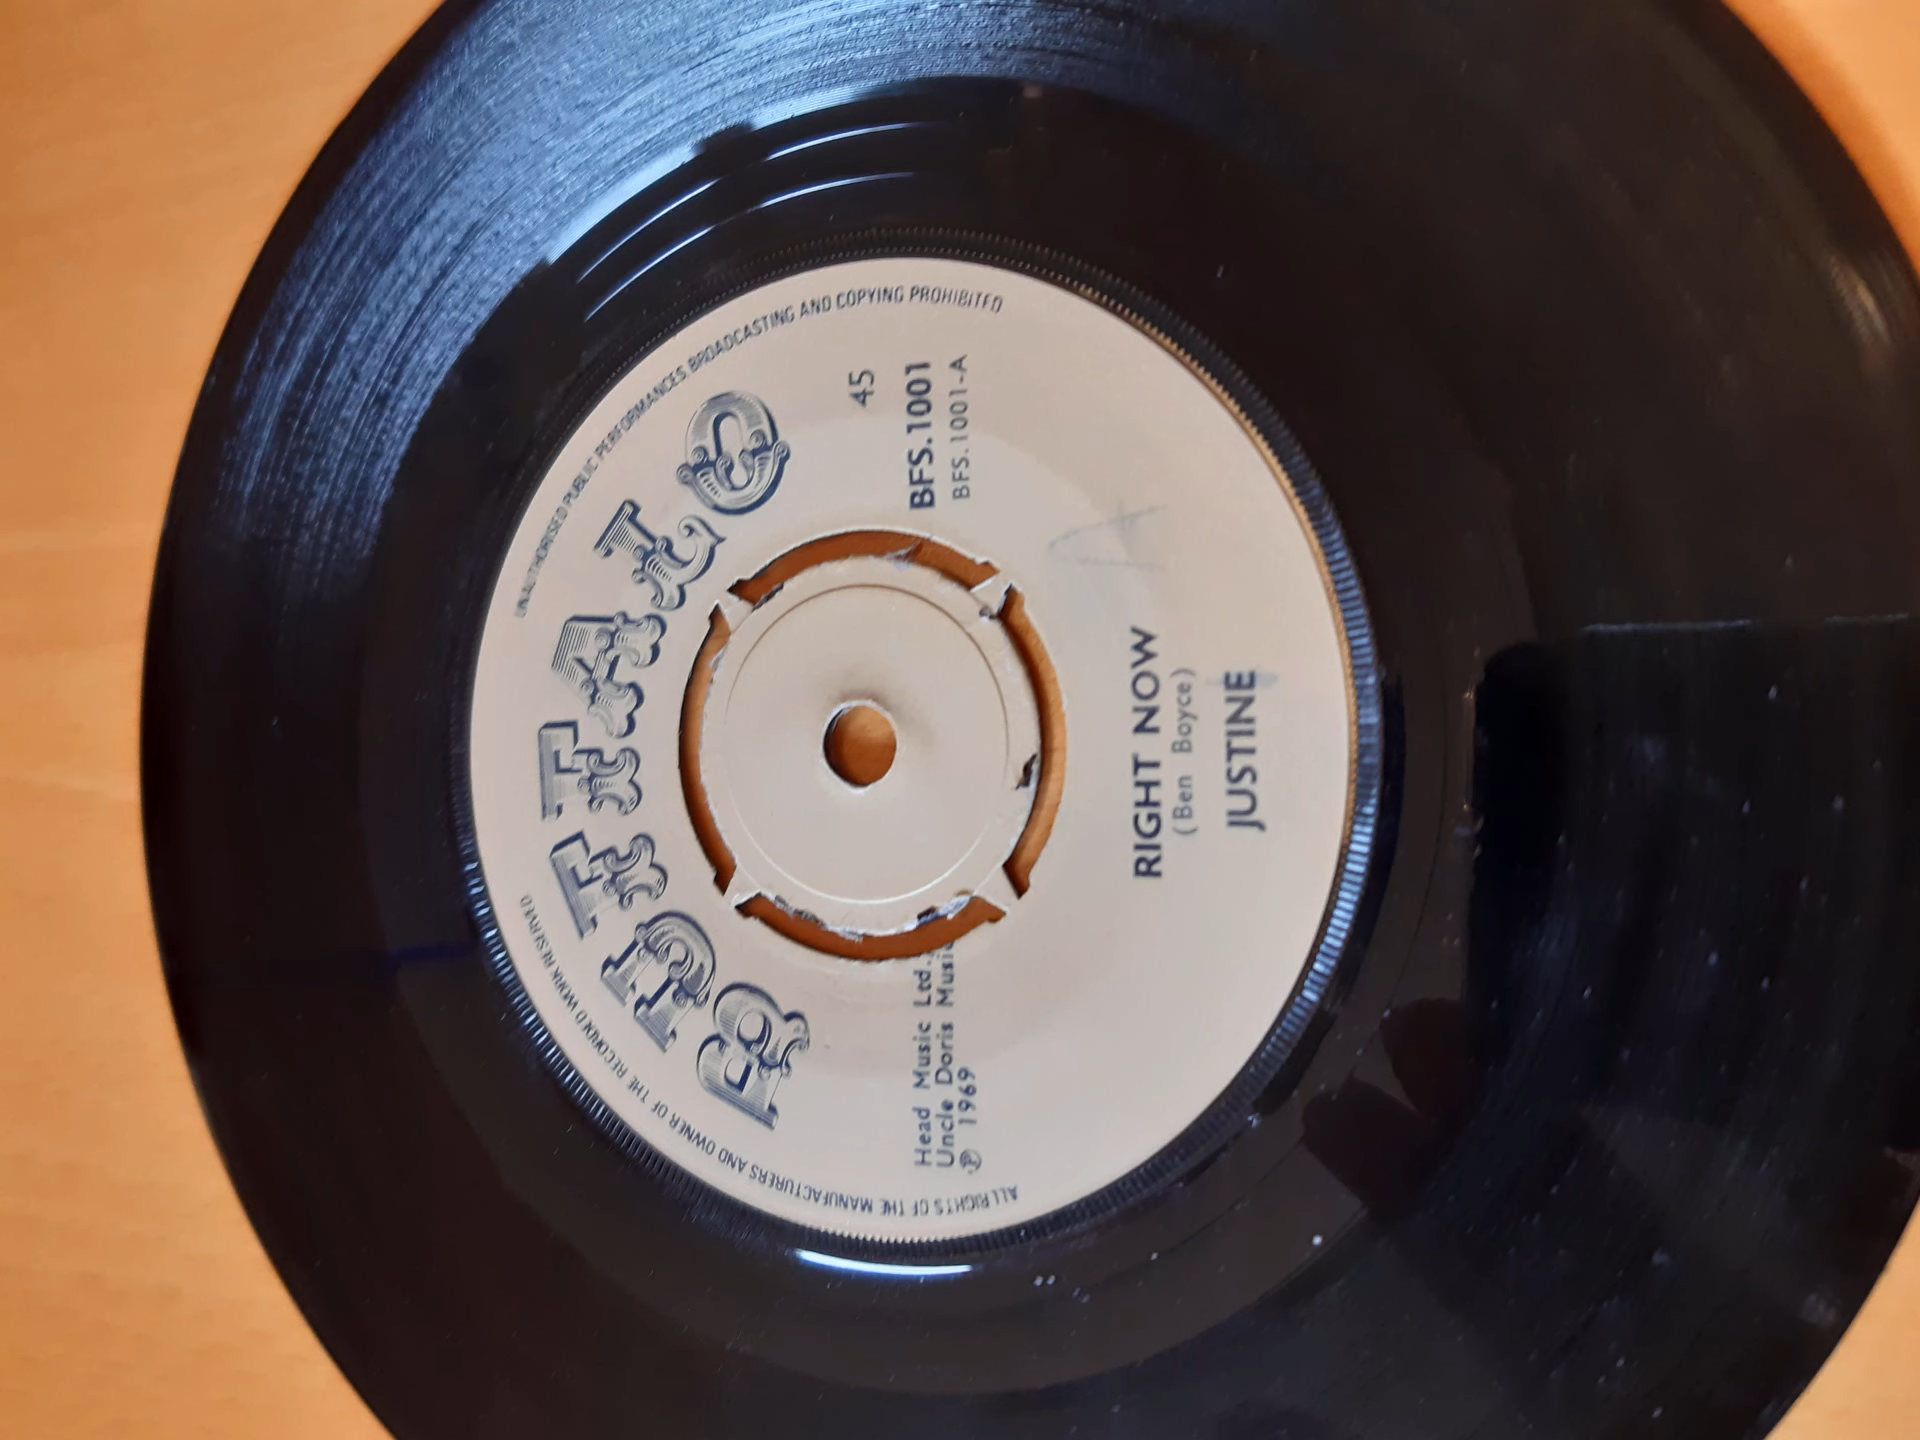 ALL RIGHTS OF THE MANUFACTURERS AND OWNER OF THE RECORDED WORK RESERVED
UNAUTHORISED PUBLIC PERFORMANCES BROADCASTING AND COPYING PROHIBITED
BUFFALO
45
Head Music Ltd.
Uncle Doris Music
℗ 1969
BFS.1001
BFS.1001-A
A
RIGHT NOW
(Ben Boyce)
JUSTINE